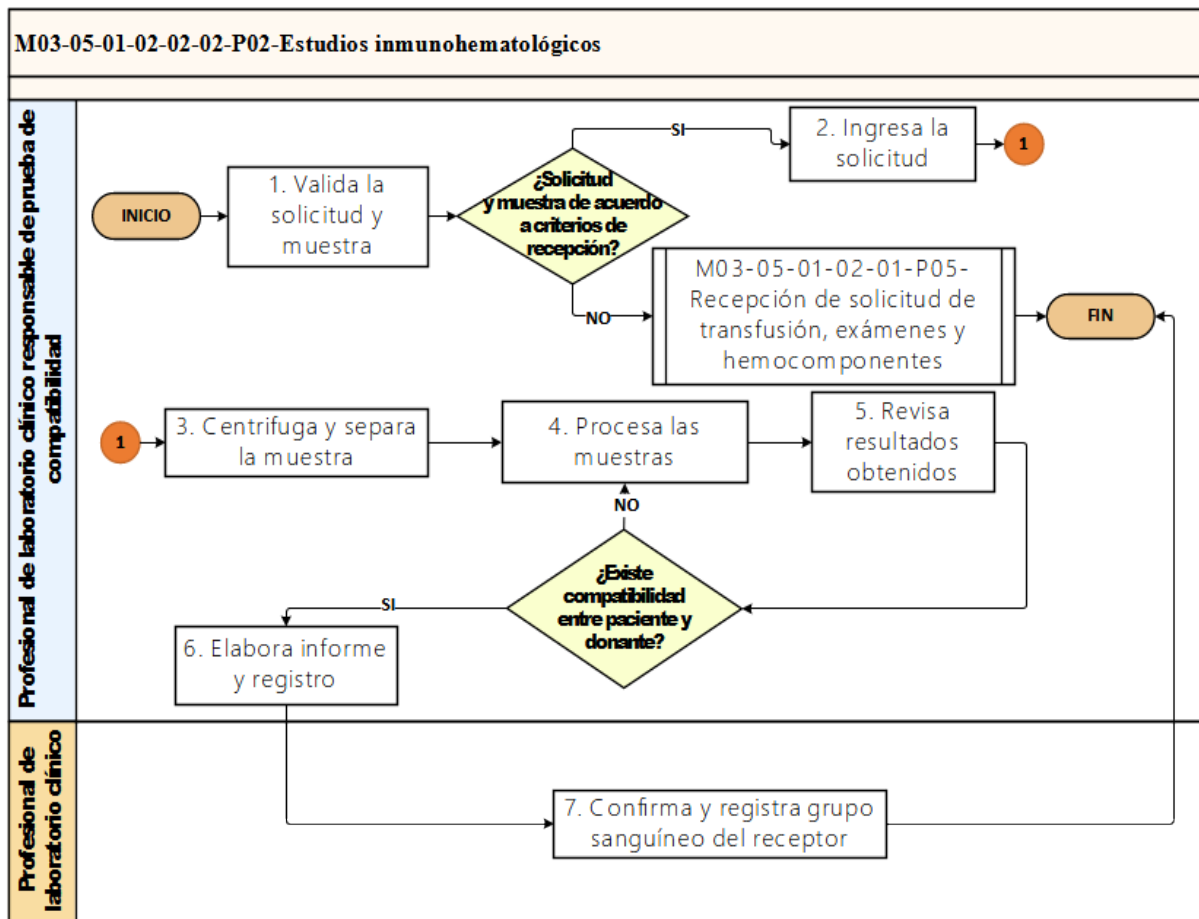 M03-05-01-02-02-02-P02-Estudios inmunohematológicos
Profesional de laboratorio clínico responsable de prueba de
compatibilidad
INICIO
1. Valida la
solicitud y
muestra
¿Solicitud
y muestra de acuerdo
a criterios de
recepción?
SI
2. Ingresa la
solicitud
1
NO
M03-05-01-02-01-P05-
Recepción de solicitud de
transfusión, exámenes y
hemocomponentes
FIN
1
3. Centrifuga y separa
la muestra
4. Procesa las
muestras
5. Revisa
resultados
obtenidos
NO
¿Existe
compatibilidad
entre paciente y
donante?
SI
6. Elabora informe
y registro
Profesional de
laboratorio clínico
7. Confirma y registra grupo
sanguíneo del receptor